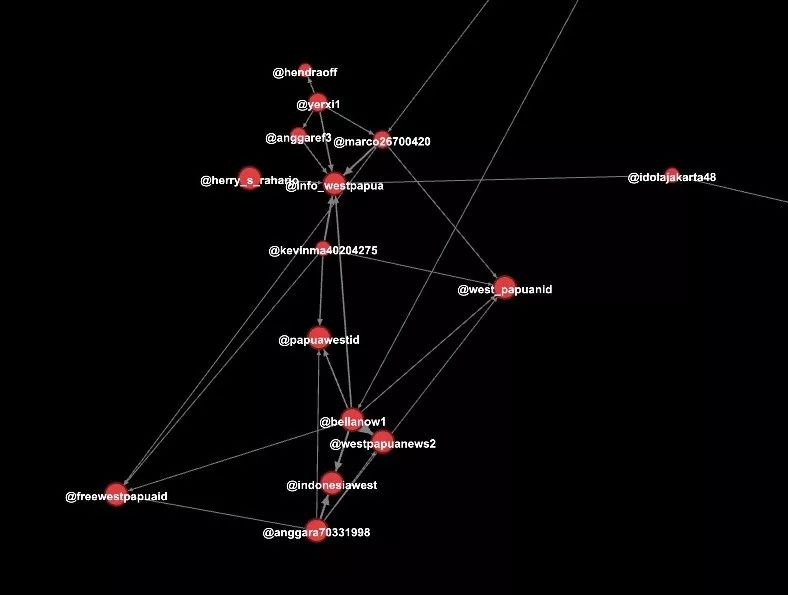 @hendraoff
@yerxi1
@anggaref3
@marco26700420
@herry_s_raharjo
@info_westpapua
@idolajakarta48
@kevinma40204275
@west_papuanid
@papuawestid
@bellanow1
@westpapuanews2
@indonesiawest
@freewestpapuaid
@anggara70331998